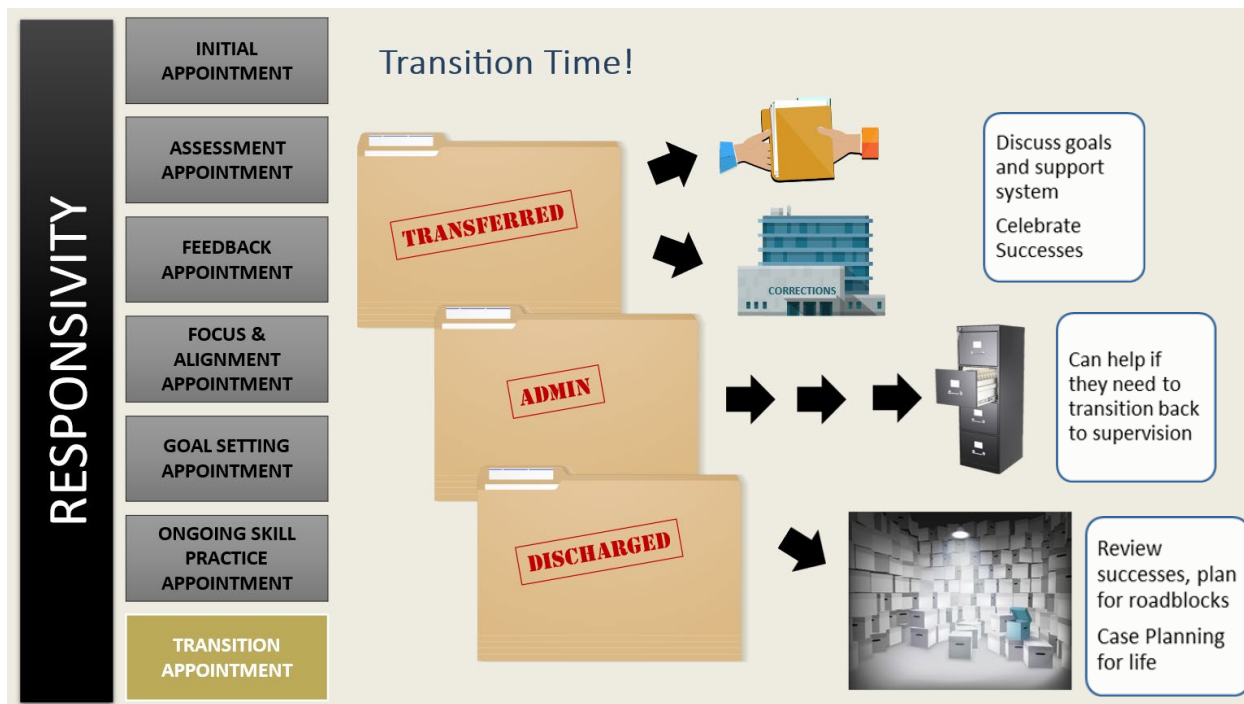 RESPONSIVITY
INITIAL
APPOINTMENT
ASSESSMENT
APPOINTMENT
FEEDBACK
APPOINTMENT
FOCUS &
ALIGNMENT
APPOINTMENT
GOAL SETTING
APPOINTMENT
ONGOING SKILL
PRACTICE
APPOINTMENT
TRANSITION
APPOINTMENT
Transition Time!
TRANSFERRED
CORRECTIONS
Discuss goals
and support
system
Celebrate
Successes
ADMIN
Can help if
they need to
transition back
to supervision
DISCHARGED
Review
successes, plan
for roadblocks
Case Planning
for life